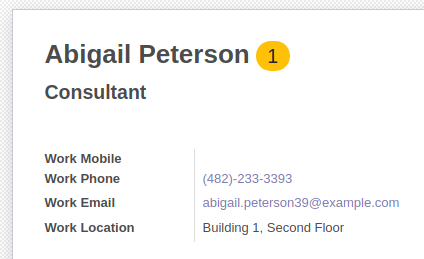 Abigail Peterson 1
Consultant
Work Mobile
Work Phone (482)-233-3393
Work Email abigail.peterson39@example.com
Work Location Building 1, Second Floor